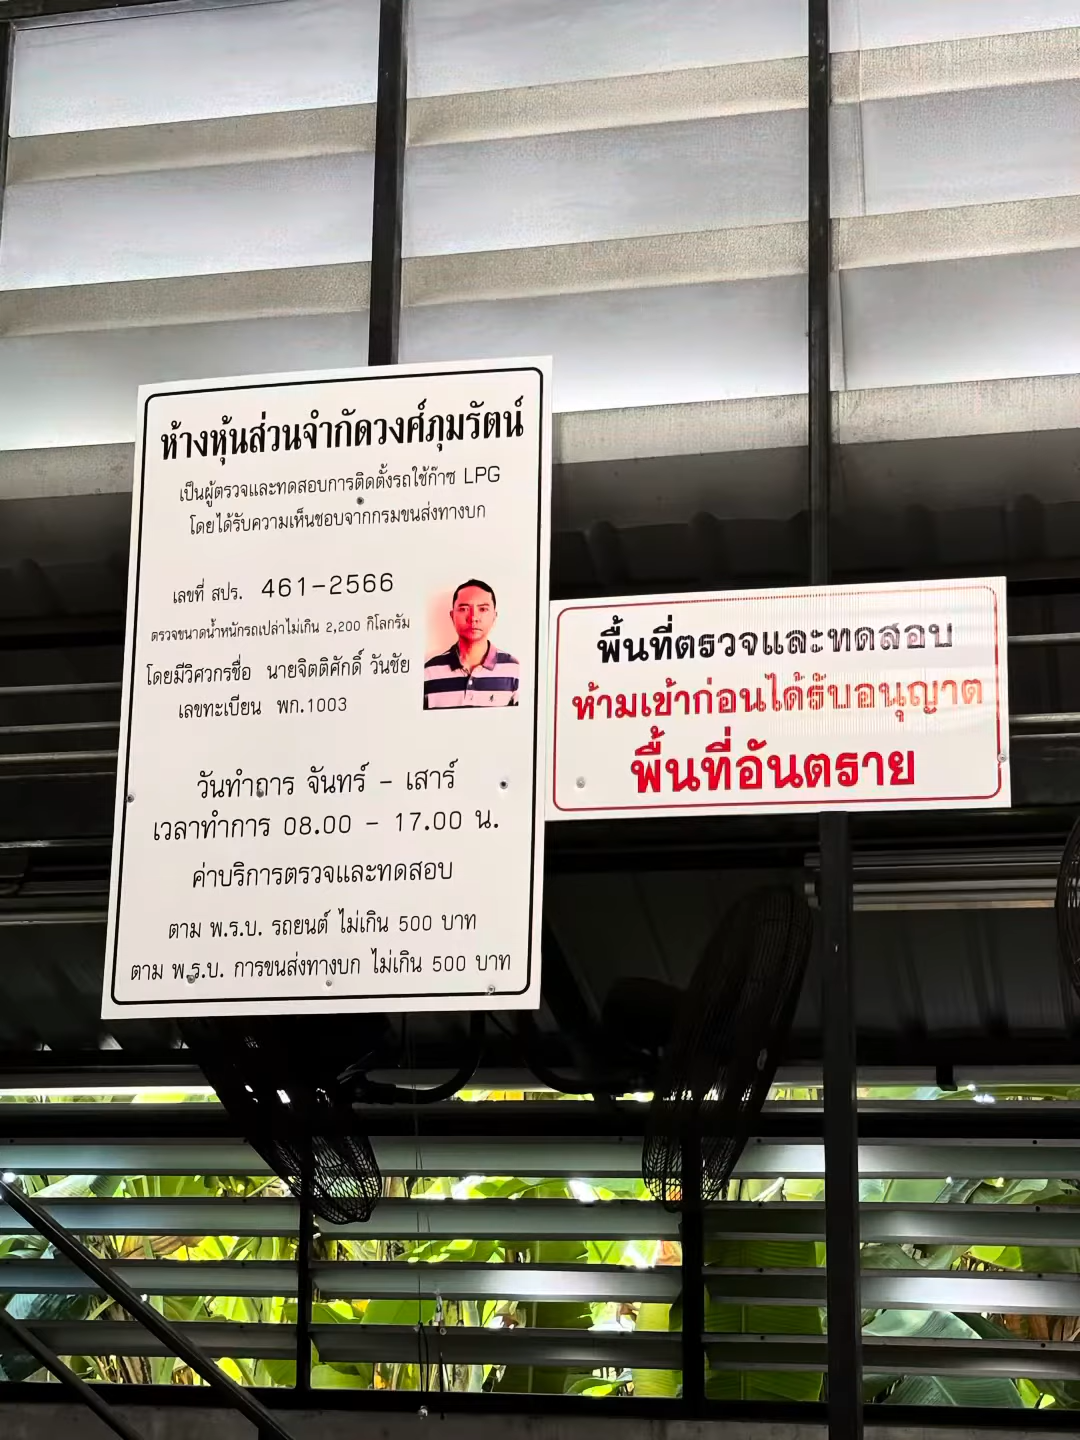 ห้างหุ้นส่วนจำกัดวงศ์ภุมรัตน์
เป็นผู้ตรวจและทดสอบการติดตั้งรถใช้ก๊าซ LPG
โดยได้รับความเห็นชอบจากกรมขนส่งทางบก
เลขที่ สปร. 461-2566
ตรวจขนาดน้ำหนักรถเปล่าไม่เกิน 2,200 กิโลกรัม
โดยมีวิศวกรชื่อ นายจิตติศักดิ์ วันชัย
เลขทะเบียน พก.1003
วันทำการ จันทร์ - เสาร์
เวลาทำการ 08.00 - 17.00 น.
ค่าบริการตรวจและทดสอบ
ตาม พ.ร.บ. รถยนต์ ไม่เกิน 500 บาท
ตาม พ.ร.บ. การขนส่งทางบก ไม่เกิน 500 บาท
พื้นที่ตรวจและทดสอบ
ห้ามเข้าก่อนได้รับอนุญาต
พื้นที่อันตราย